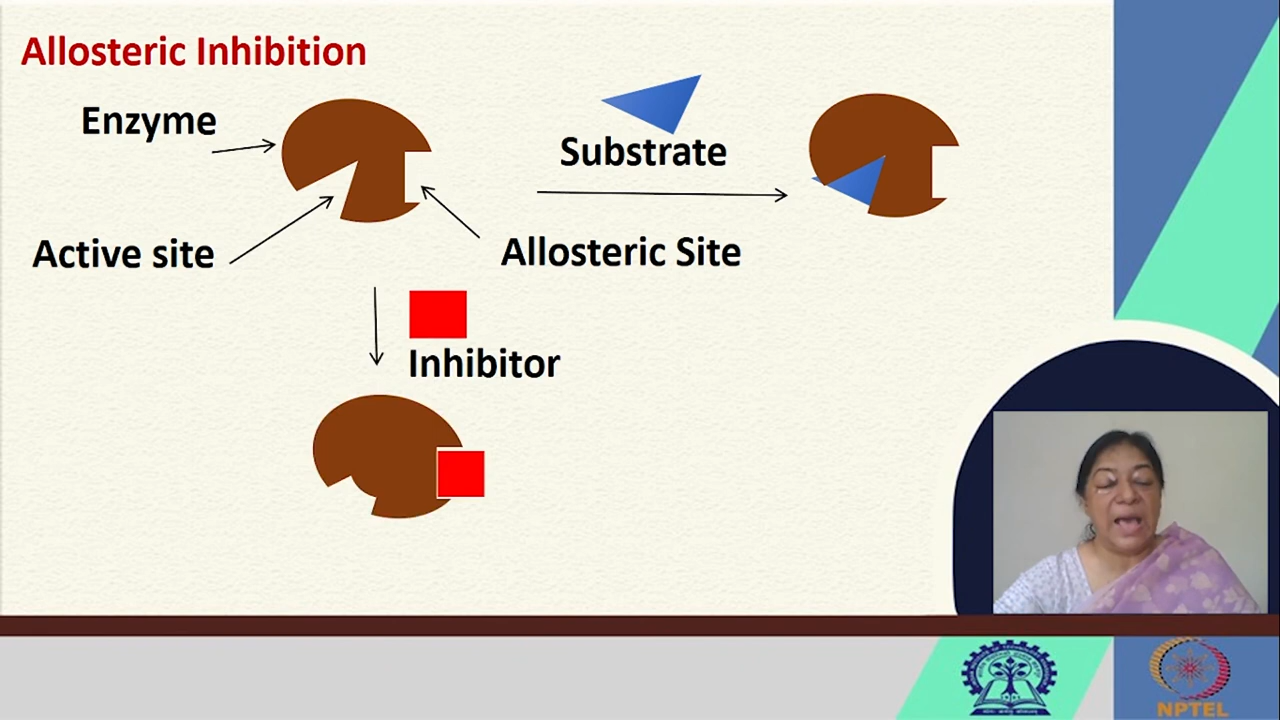 Allosteric Inhibition
Enzyme
Substrate
Active site
Allosteric Site
Inhibitor
NPTEL